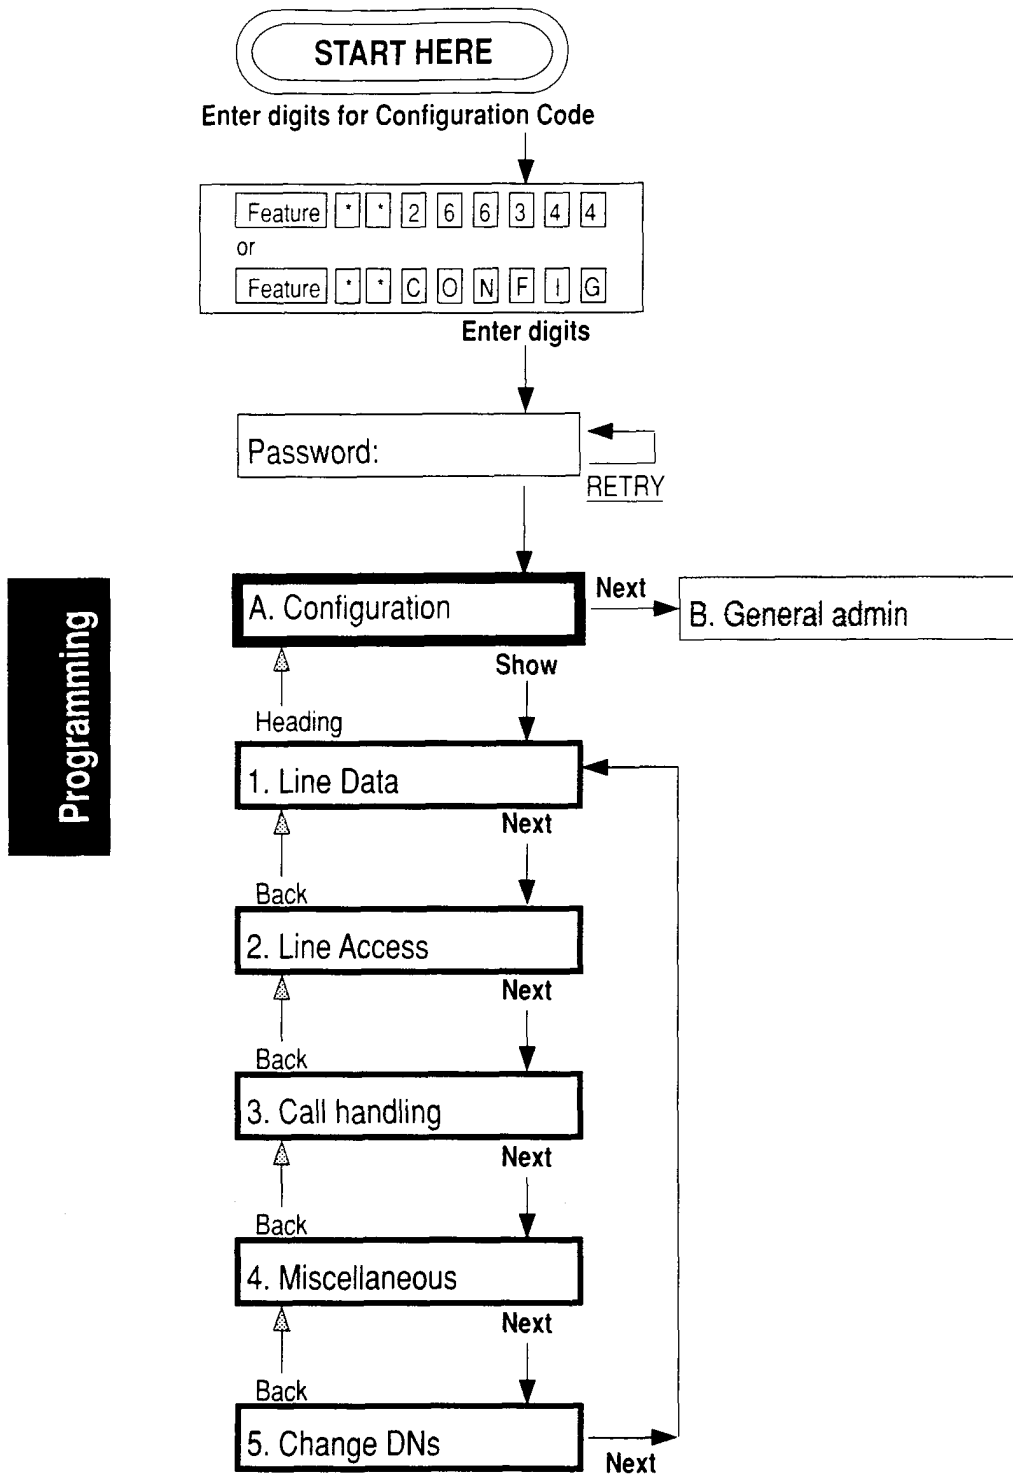 START HERE
Enter digits for Configuration Code
Feature * * 2 6 6 3 4 4
or
Feature * * C O N F I G
Enter digits
Password:
RETRY
A. Configuration
Next
B. General admin
Show
Heading
1. Line Data
Next
Back
2. Line Access
Next
Back
3. Call handling
Next
Back
4. Miscellaneous
Next
Back
5. Change DNs
Next
Programming